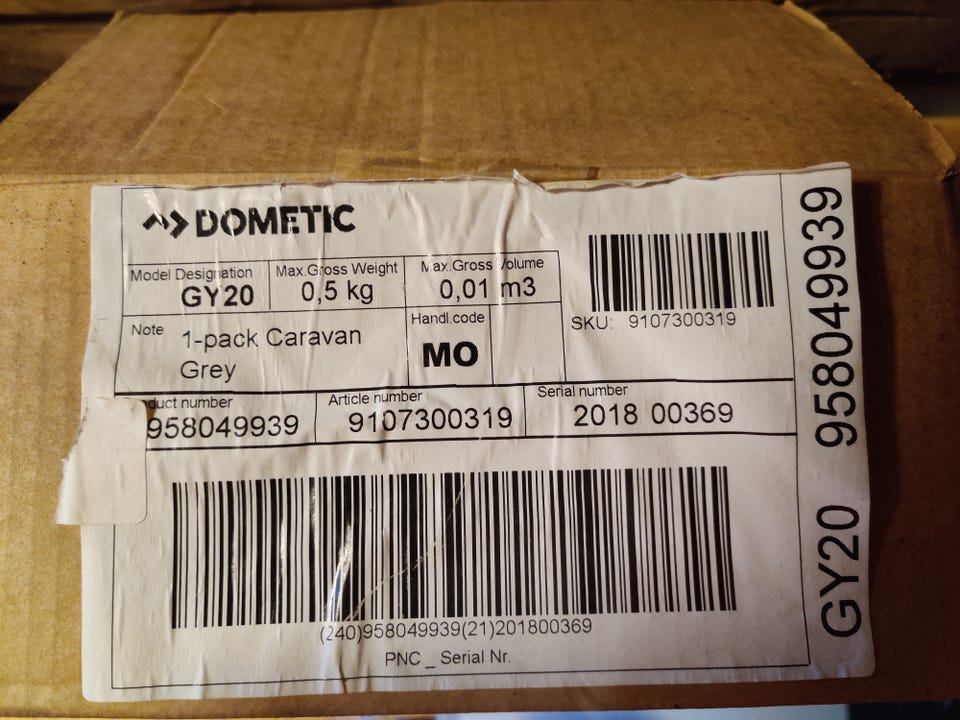 DOMETIC
Model Designation
GY20
Max.Gross Weight
0,5 kg
Max.Gross Volume
0,01 m3
Note
1-pack Caravan
Grey
Handl.code
MO
SKU: 9107300319
duct number
958049939
Article number
9107300319
Serial number
2018 00369
(240)958049939(21)201800369
PNC _ Serial Nr.
GY20 958049939